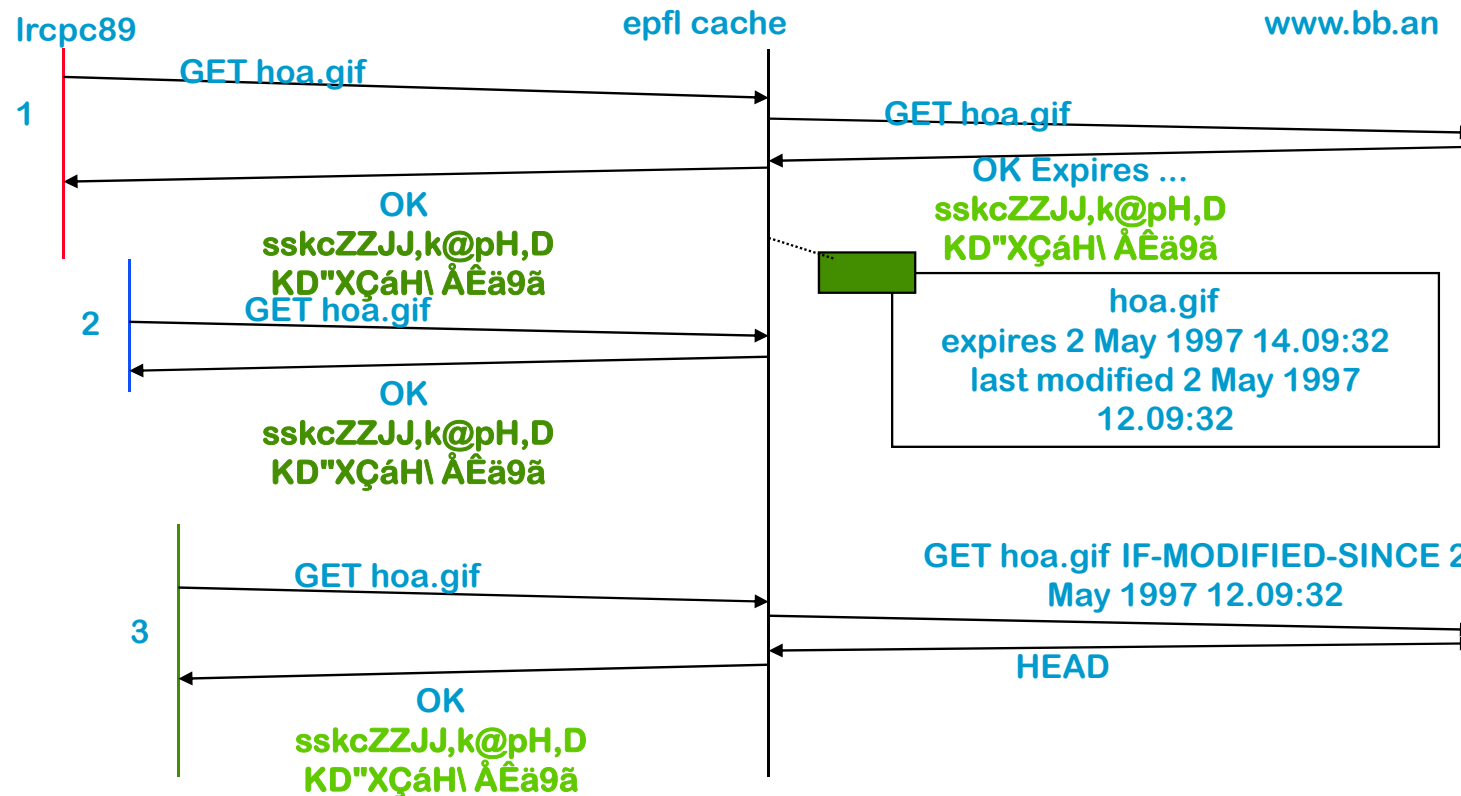 lrcpc89
epfl cache
www.bb.an
GET hoa.gif
1
GET hoa.gif
OK Expires ...
sskcZZJJ,k@pH,D
KD"XÇáH\ ÅÊä9ã
OK
sskcZZJJ,k@pH,D
KD"XÇáH\ ÅÊä9ã
hoa.gif
expires 2 May 1997 14.09:32
last modified 2 May 1997
12.09:32
2
GET hoa.gif
OK
sskcZZJJ,k@pH,D
KD"XÇáH\ ÅÊä9ã
GET hoa.gif IF-MODIFIED-SINCE 2
May 1997 12.09:32
GET hoa.gif
3
HEAD
OK
sskcZZJJ,k@pH,D
KD"XÇáH\ ÅÊä9ã